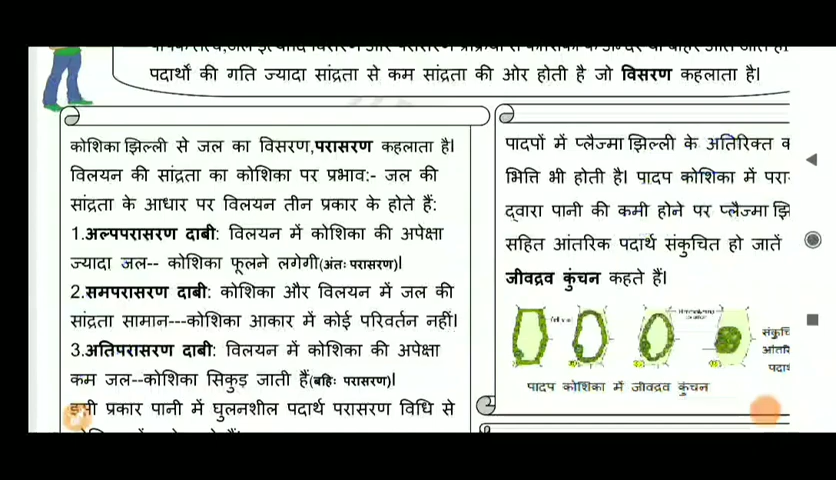 पदार्थों की गति ज्यादा सांद्रता से कम सांद्रता की ओर होती है जो विसरण कहलाता है।
कोशिका झिल्ली से जल का विसरण,परासरण कहलाता है।
विलयन की सांद्रता का कोशिका पर प्रभाव:- जल की
सांद्रता के आधार पर विलयन तीन प्रकार के होते हैं:
1.अल्पपरासरण दाबी: विलयन में कोशिका की अपेक्षा
ज्यादा जल-- कोशिका फूलने लगेगी(अंतः परासरण)।
2.समपरासरण दाबी: कोशिका और विलयन में जल की
सांद्रता सामान---कोशिका आकार में कोई परिवर्तन नहीं।
3.अतिपरासरण दाबी: विलयन में कोशिका की अपेक्षा
कम जल--कोशिका सिकुड़ जाती हैं(बहिः परासरण)।
प्रकार पानी में घुलनशील पदार्थ परासरण विधि से
पादपों में प्लैज्मा झिल्ली के अतिरिक्त
भित्ति भी होती है। पादप कोशिका में
द्वारा पानी की कमी होने पर प्लैज्मा
सहित आंतरिक पदार्थ संकुचित हो जातें
जीवद्रव कुंचन कहते हैं।
पादप कोशिका में जीवद्रव कुंचन